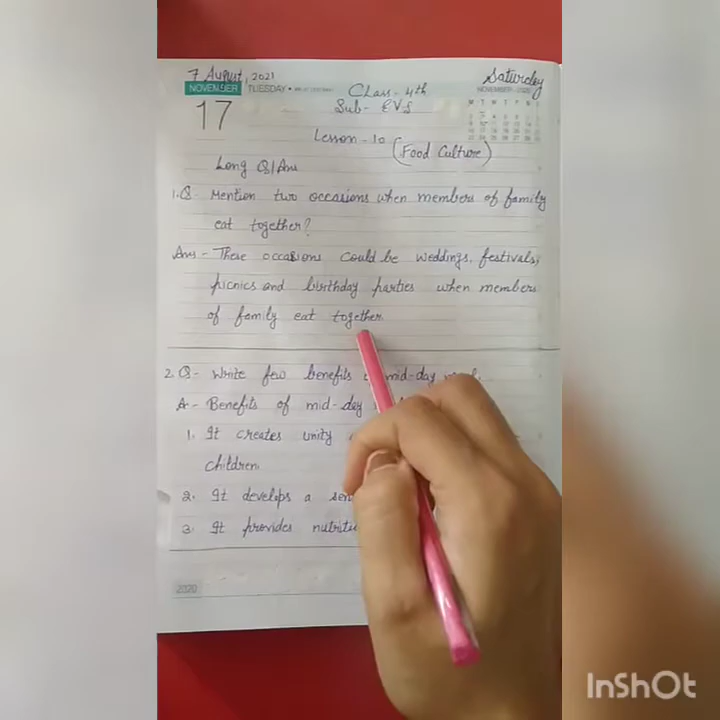 7 August, 2021
Saturday
NOVEMBER TUESDAY
NOVEMBER - 2020
17
Class - 4th
Sub - EVS
Lesson - 10 (Food Culture)
Long Q/Ans
1. Q- Mention two occasions when members of family
eat together?
Ans - These occasions could be weddings, festivals,
picnics and birthday parties when members
of family eat together.
2. Q- Write few benefits mid-day
A- Benefits of mid-day
1. It creates unity
children.
2. It develops a
3. It provides
2020
InShOt